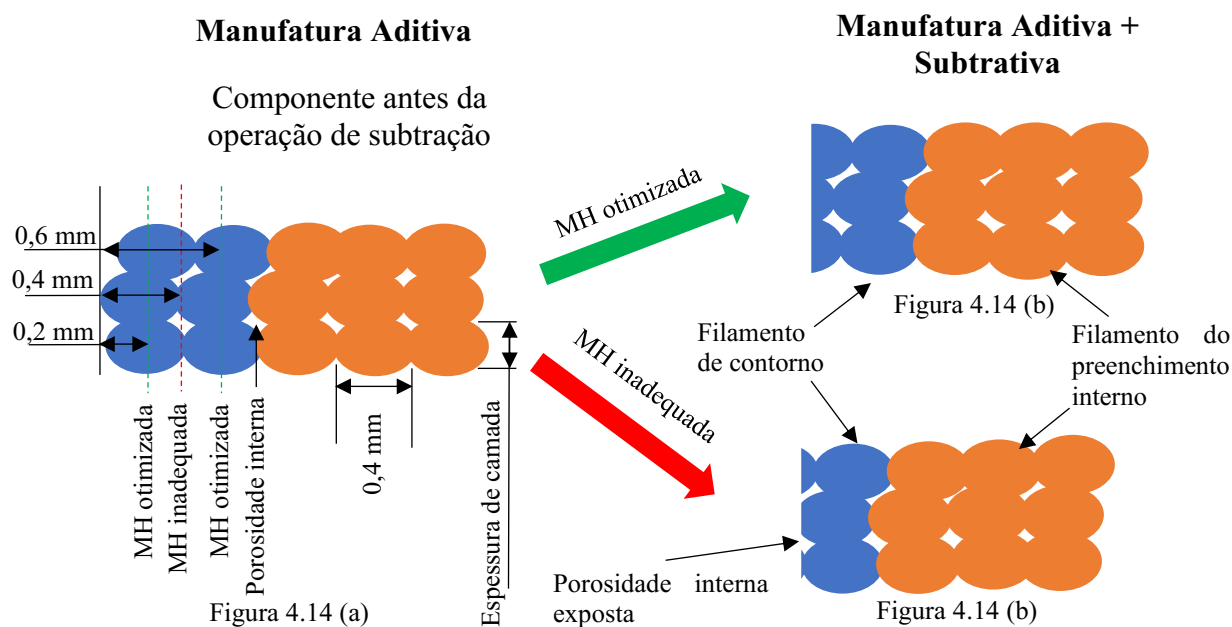 Manufatura Aditiva
Manufatura Aditiva +
Subtrativa
Componente antes da
operação de subtração
0,6 mm
0,4 mm
0,2 mm
MH otimizada
MH inadequada
MH otimizada
Porosidade interna
0,4 mm
Espessura de camada
Figura 4.14 (a)
MH otimizada
MH inadequada
Figura 4.14 (b)
Filamento
de contorno
Filamento do
preenchimento
interno
Porosidade interna
exposta
Figura 4.14 (b)